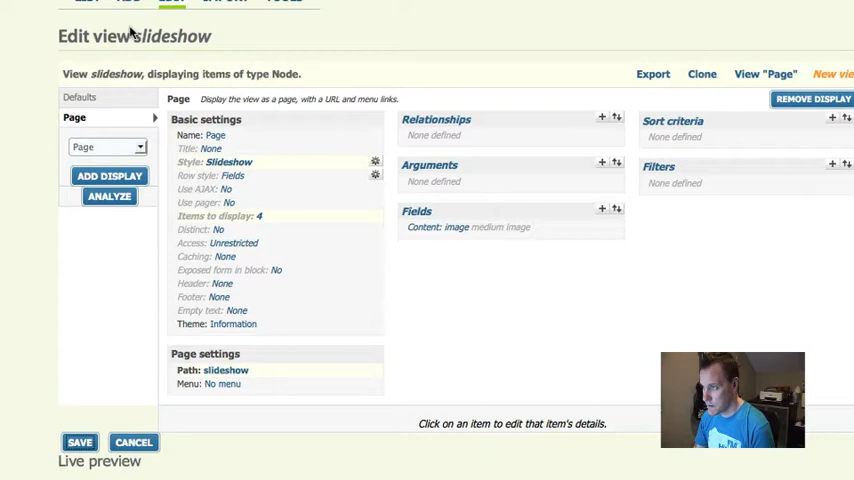 LIST ADD EDIT IMPORT TOOLS
Edit view slideshow
View slideshow, displaying items of type Node.
Export Clone View "Page" New vie
Defaults
Page
Page
ADD DISPLAY
ANALYZE
Page Display the view as a page, with a URL and menu links.
REMOVE DISPLAY
Basic settings
Name: Page
Title: None
Style: Slideshow
Row style: Fields
Use AJAX: No
Use pager: No
Items to display: 4
Distinct: No
Access: Unrestricted
Caching: None
Exposed form in block: No
Header: None
Footer: None
Empty text: None
Theme: Information
Page settings
Path: slideshow
Menu: No menu
Relationships
None defined
Arguments
None defined
Fields
Content: image medium image
Sort criteria
None defined
Filters
None defined
Click on an item to edit that item's details.
SAVE CANCEL
Live preview